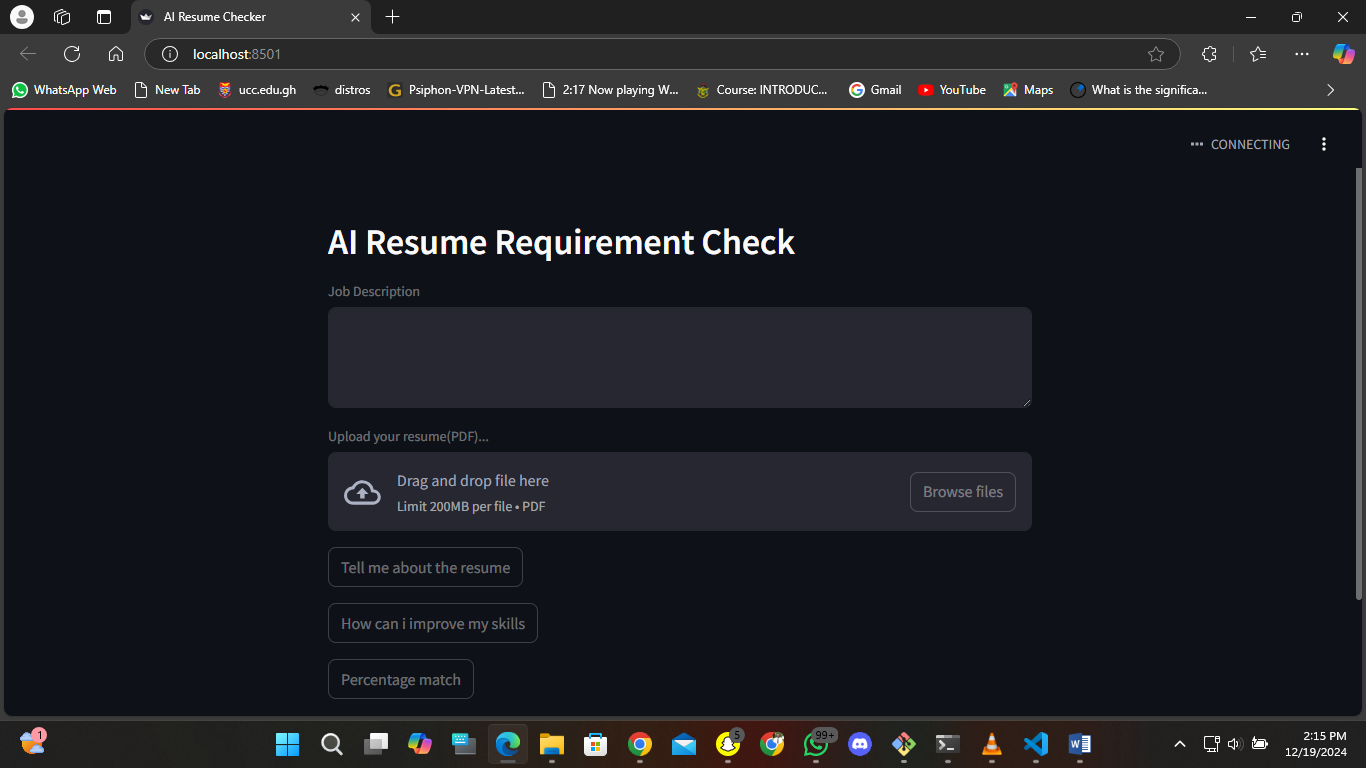 AI Resume Checker
localhost:8501
WhatsApp Web
New Tab
ucc.edu.gh
distros
Psiphon-VPN-Latest...
2:17 Now playing W...
Course: INTRODUC...
Gmail
YouTube
Maps
What is the significa...
CONNECTING
AI Resume Requirement Check
Job Description
Upload your resume(PDF)...
Drag and drop file here
Limit 200MB per file • PDF
Browse files
Tell me about the resume
How can i improve my skills
Percentage match
1
5
99+
2:15 PM
12/19/2024